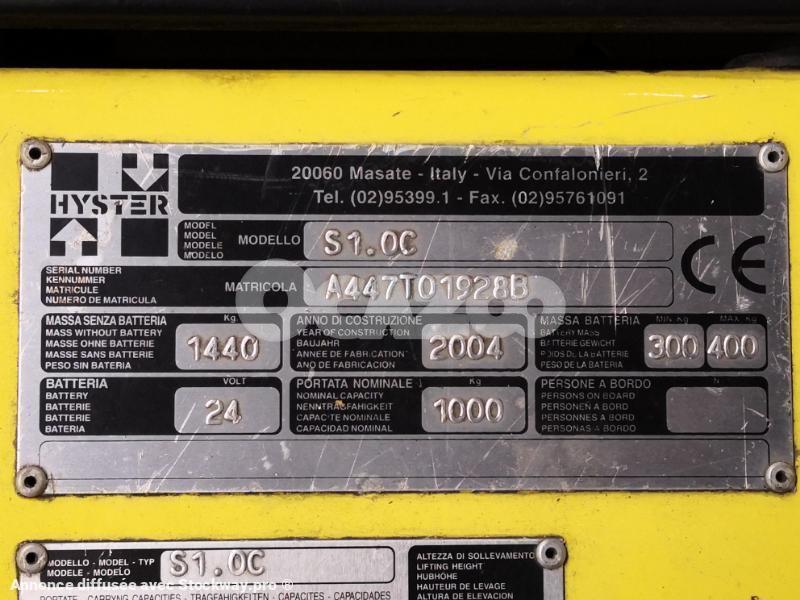 HYSTER
20060 Masate - Italy - Via Confalonieri, 2
Tel. (02)95399.1 - Fax. (02)95761091
MODEL
MODEL
MODELE
MODELO
MODELLO S1.0C
CE
SERIAL NUMBER
KENNUMMER
MATRICULE
NUMERO DE MATRICULA
MATRICOLA A447T01928B
MASSA SENZA BATTERIA
MASS WITHOUT BATTERY
MASSE OHNE BATTERIE
MASSE SANS BATTERIE
PESO SIN BATERIA
Kg.
1440
ANNO DI COSTRUZIONE
YEAR OF CONSTRUCTION
BAUJAHR
ANNÉE DE FABRICATION
ANO DE FABRICACION
2004
MASSA BATTERIA
BATTERY MASS
BATTERIE GEWICHT
POIDS DE LA BATTERIE
PESO DE LA BATERIA
MIN Kg
300
MAX Kg
400
BATTERIA
BATTERY
BATTERIE
BATTERIE
BATERIA
VOLT
24
PORTATA NOMINALE
NOMINAL CAPACITY
NENNTRAGFAHIGKEIT
CAPACITE NOMINALE
CAPACIDAD NOMINAL
Kg
1000
PERSONE A BORDO
PERSONS ON BOARD
PERSONEN A BORD
PERSONNES A BORD
PERSONAS A BORDO
N
MODELLO - MODEL - TYP
MODELE - MODELO
S1.0C
ALTEZZA DI SOLLEVAMENTO
LIFTING HEIGHT
HUBHÖHE
HAUTEUR DE LEVAGE
ALTURA DE ELEVACION
PORTATE - CARRYING CAPACITIES - TRAGFAHIGKEITEN - CAPACITES - CAPACIDADES
Annonce diffusée avec Stockway.pro ®